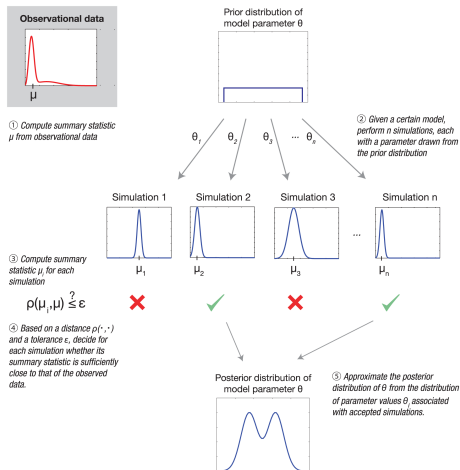 Observational data
μ
① Compute summary statistic
μ from observational data
Prior distribution of
model parameter θ
② Given a certain model,
perform n simulations, each
with a parameter drawn from
the prior distribution
θ1 θ2 θ3 ... θn
Simulation 1 Simulation 2 Simulation 3 ... Simulation n
③ Compute summary
statistic μi for each
simulation
μ1 μ2 μ3 μn
ρ(μi,μ) ≤ ε
?
④ Based on a distance ρ(·,·)
and a tolerance ε, decide for
each simulation whether its
summary statistic is sufficiently
close to that of the observed
data.
Posterior distribution of
model parameter θ
⑤ Approximate the posterior
distribution of θ from the distribution
of parameter values θi associated
with accepted simulations.